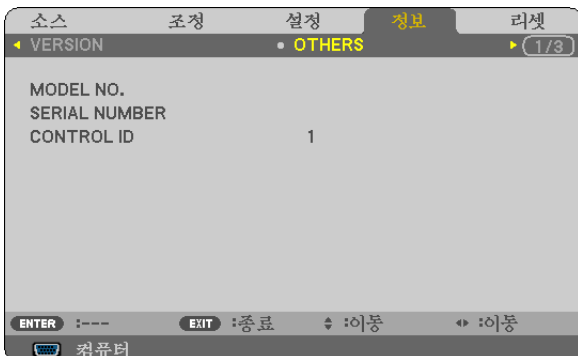 소스 조정 설정 정보 리셋
VERSION OTHERS 1/3
MODEL NO.
SERIAL NUMBER
CONTROL ID 1
ENTER :--- EXIT :종료 :이동 :이동
컴퓨터